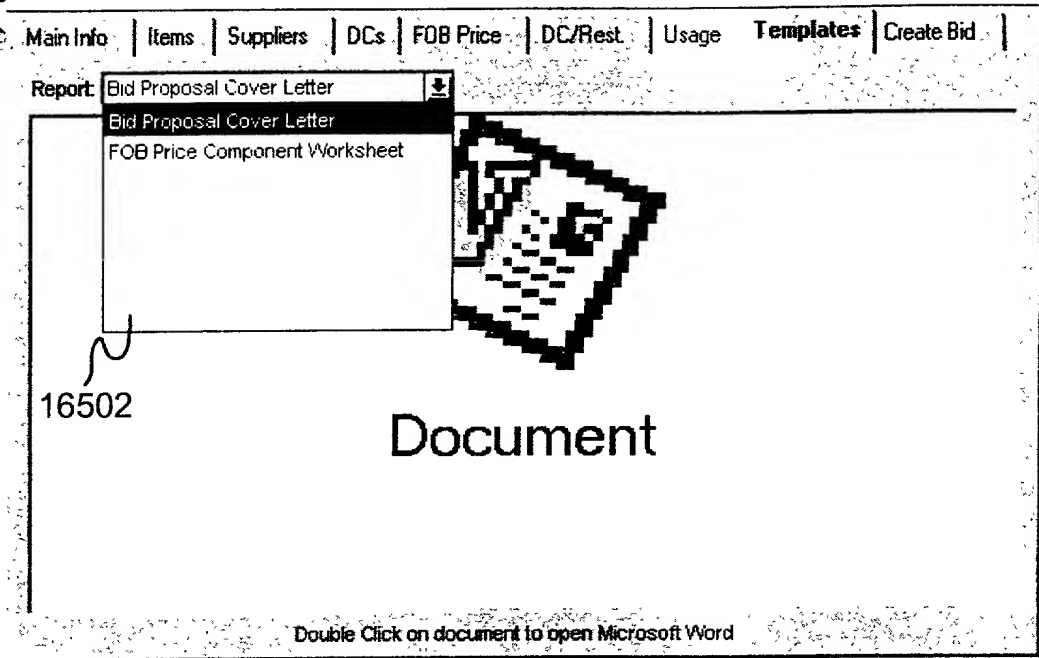 Main Info Items Suppliers DCs FOB Price DC/Rest. Usage Templates Create Bid
Report: Bid Proposal Cover Letter
Bid Proposal Cover Letter
FOB Price Component Worksheet
16502
Document
Double Click on document to open Microsoft Word